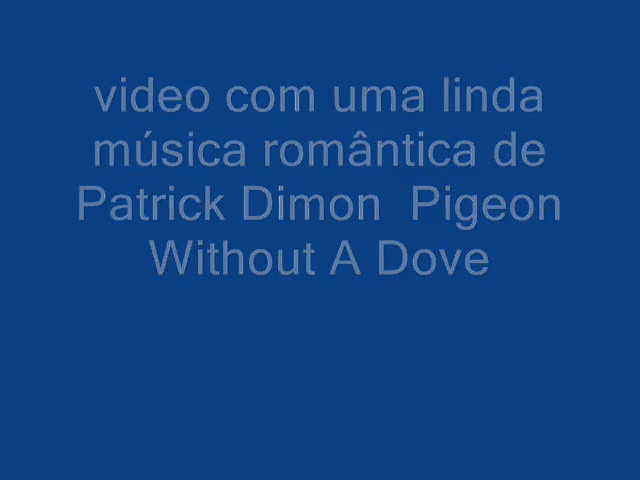 video com uma linda
música romântica de
Patrick Dimon  Pigeon
Without A Dove